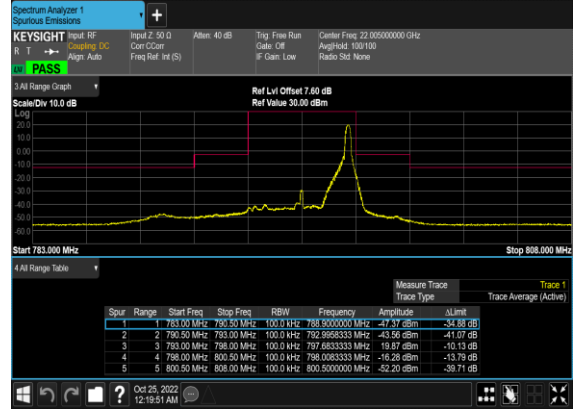 Spectrum Analyzer 1
Spurious Emissions
KEYSIGHT Input: RF Input Z: 50 Ω Atten: 40 dB Trig: Free Run Center Freq: 22.005000000 GHz
R T Coupling: DC Corr CCorr Gate: Off Avg|Hold: 100/100
Align: Auto Freq Ref: Int (S) IF Gain: Low Radio Std: None
PASS
3 All Range Graph Ref Lvl Offset 7.60 dB
Scale/Div 10.0 dB Ref Value 30.00 dBm
Log
20.0
10.0
0.00
-10.0
-20.0
-30.0
-40.0
-50.0
-60.0
Start 783.000 MHz Stop 808.000 MHz
4 All Range Table
Measure Trace Trace 1
Trace Type Trace Average (Active)
Spur Range Start Freq Stop Freq RBW Frequency Amplitude ΔLimit
1 1 783.00 MHz 790.50 MHz 100.0 kHz 788.9000000 MHz -47.37 dBm -34.88 dB
2 2 790.50 MHz 793.00 MHz 100.0 kHz 792.9958333 MHz -43.56 dBm -41.07 dB
3 3 793.00 MHz 798.00 MHz 100.0 kHz 797.6833333 MHz 19.87 dBm -10.13 dB
4 4 798.00 MHz 800.50 MHz 100.0 kHz 798.0083333 MHz -16.28 dBm -13.79 dB
5 5 800.50 MHz 808.00 MHz 100.0 kHz 800.5000000 MHz -52.20 dBm -39.71 dB
Oct 25, 2022
12:19:51 AM